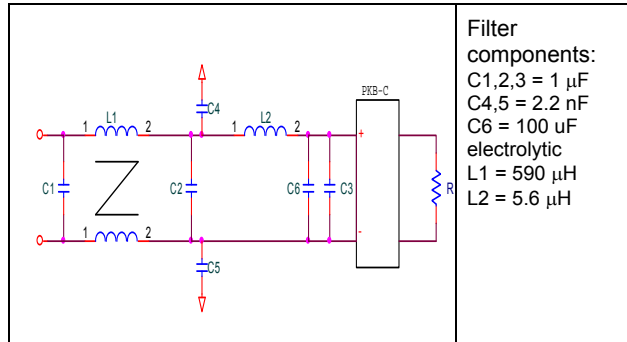 Filter
components:
C1,2,3 = 1 μF
C4,5 = 2.2 nF
C6 = 100 uF
electrolytic
L1 = 590 μH
L2 = 5.6 μH
PKB-C
C4
L1
L2
1 2
1 2
+
C1
C2
C6
C3
R
-
1 2
C5